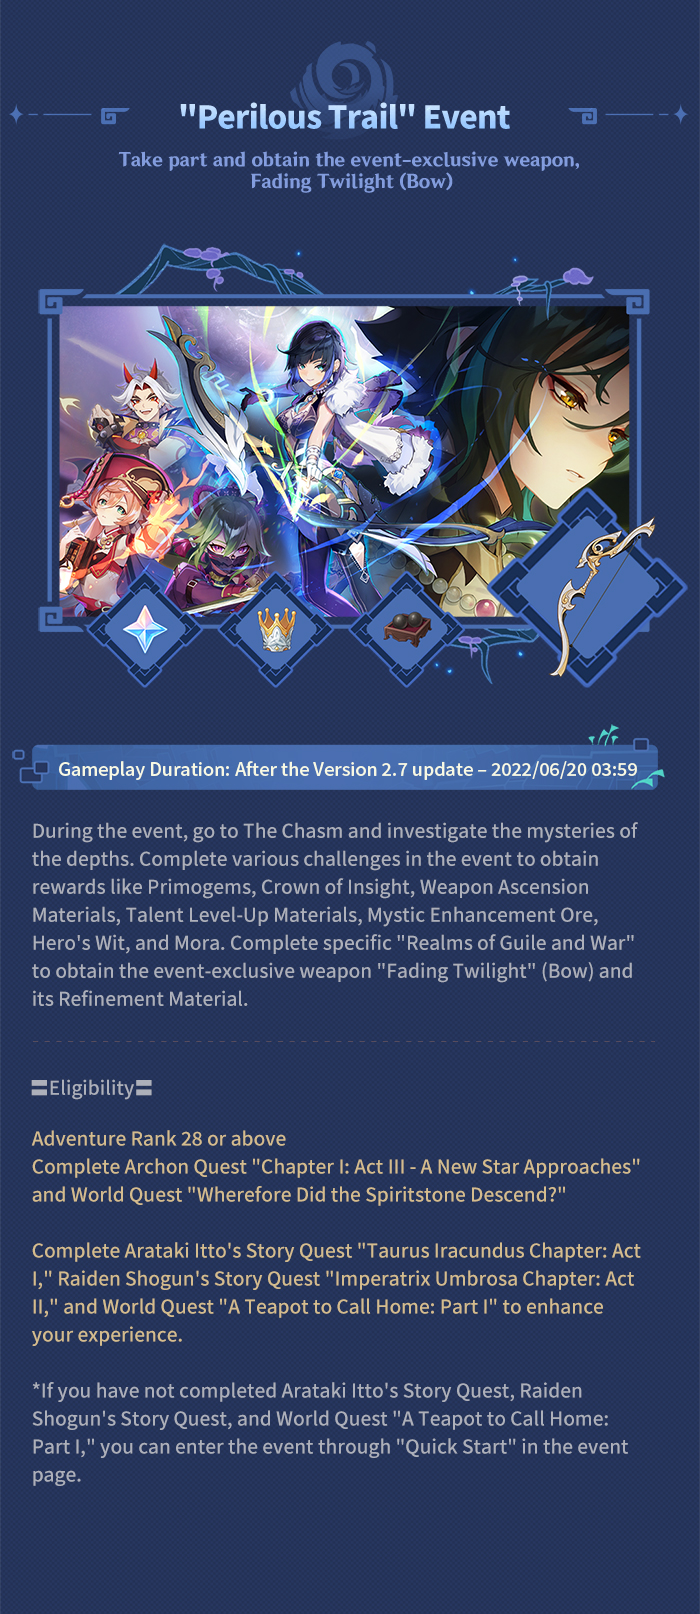 "Perilous Trail" Event
Take part and obtain the event-exclusive weapon,
Fading Twilight (Bow)
Gameplay Duration: After the Version 2.7 update – 2022/06/20 03:59
During the event, go to The Chasm and investigate the mysteries of
the depths. Complete various challenges in the event to obtain
rewards like Primogems, Crown of Insight, Weapon Ascension
Materials, Talent Level-Up Materials, Mystic Enhancement Ore,
Hero's Wit, and Mora. Complete specific "Realms of Guile and War"
to obtain the event-exclusive weapon "Fading Twilight" (Bow) and
its Refinement Material.
〓Eligibility〓
Adventure Rank 28 or above
Complete Archon Quest "Chapter I: Act III - A New Star Approaches"
and World Quest "Wherefore Did the Spiritstone Descend?"
Complete Arataki Itto's Story Quest "Taurus Iracundus Chapter: Act
I," Raiden Shogun's Story Quest "Imperatrix Umbrosa Chapter: Act
II," and World Quest "A Teapot to Call Home: Part I" to enhance
your experience.
*If you have not completed Arataki Itto's Story Quest, Raiden
Shogun's Story Quest, and World Quest "A Teapot to Call Home:
Part I," you can enter the event through "Quick Start" in the event
page.